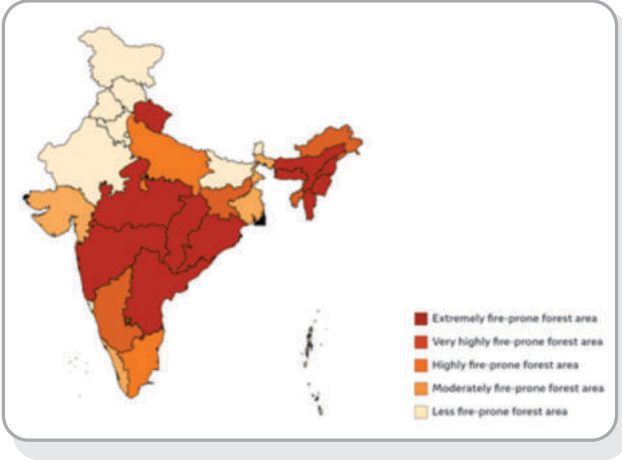 Extremely fire-prone forest area
Very highly fire-prone forest area
Highly fire-prone forest area
Moderately fire-prone forest area
Less fire-prone forest area